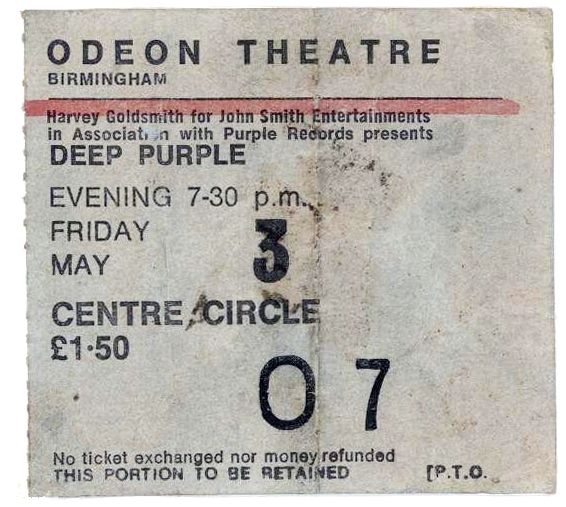 ODEON THEATRE
BIRMINGHAM
Harvey Goldsmith for John Smith Entertainments
in Association with Purple Records presents
DEEP PURPLE
EVENING 7-30 p.m.
FRIDAY
MAY 3
CENTRE CIRCLE
£1·50
O 7
No ticket exchanged nor money refunded
THIS PORTION TO BE RETAINED [P.T.O.